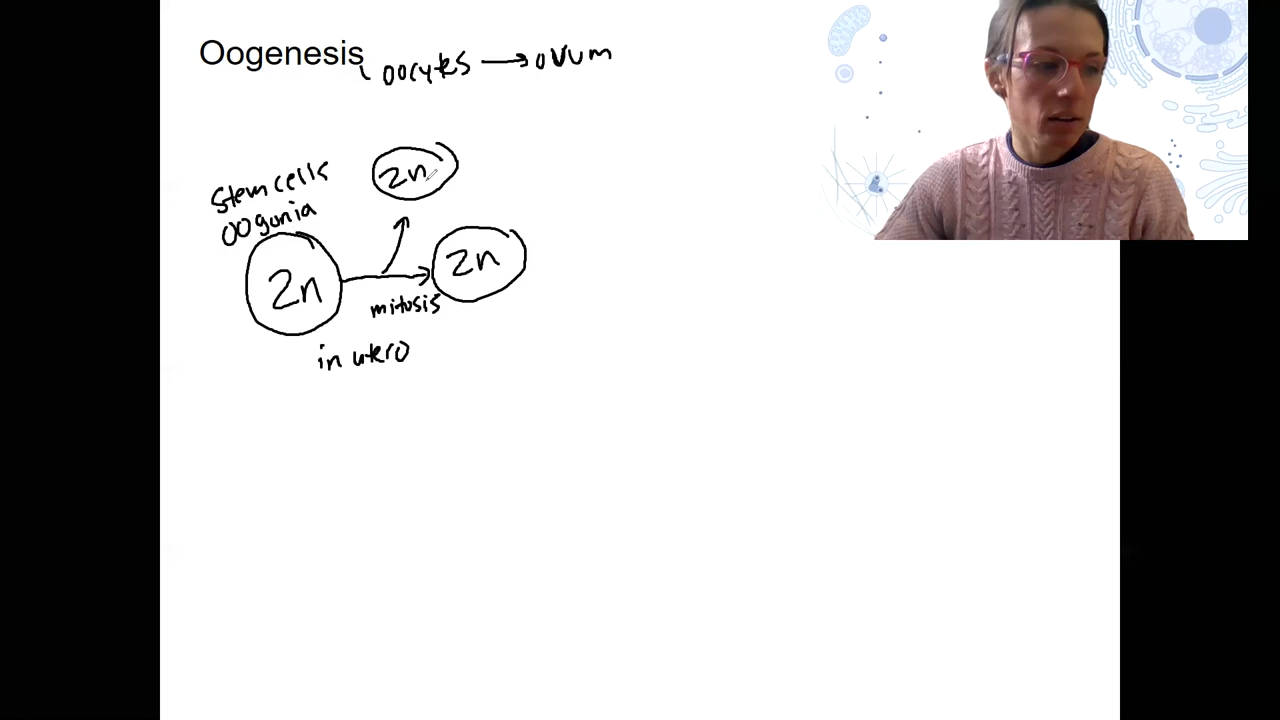 Oogenesis
oocytes → ovum
Stem cells
oogonia
2n
2n
2n
mitosis
in utero